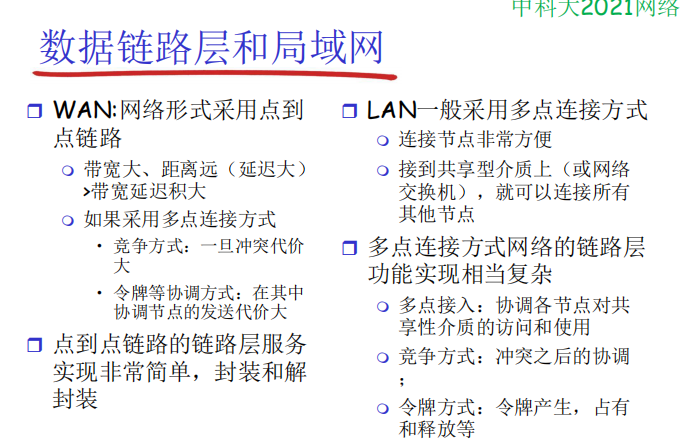 中科大2021网络
数据链路层和局域网
WAN:网络形式采用点到
点链路
带宽大、距离远（延迟大）
>带宽延迟积大
如果采用多点连接方式
• 竞争方式：一旦冲突代价
大
• 令牌等协调方式：在其中
协调节点的发送代价大
点到点链路的链路层服务
实现非常简单，封装和解
封装
LAN一般采用多点连接方式
连接节点非常方便
接到共享型介质上（或网络
交换机），就可以连接所有
其他节点
多点连接方式网络的链路层
功能实现相当复杂
多点接入：协调各节点对共
享性介质的访问和使用
竞争方式：冲突之后的协调
；
令牌方式：令牌产生，占有
和释放等